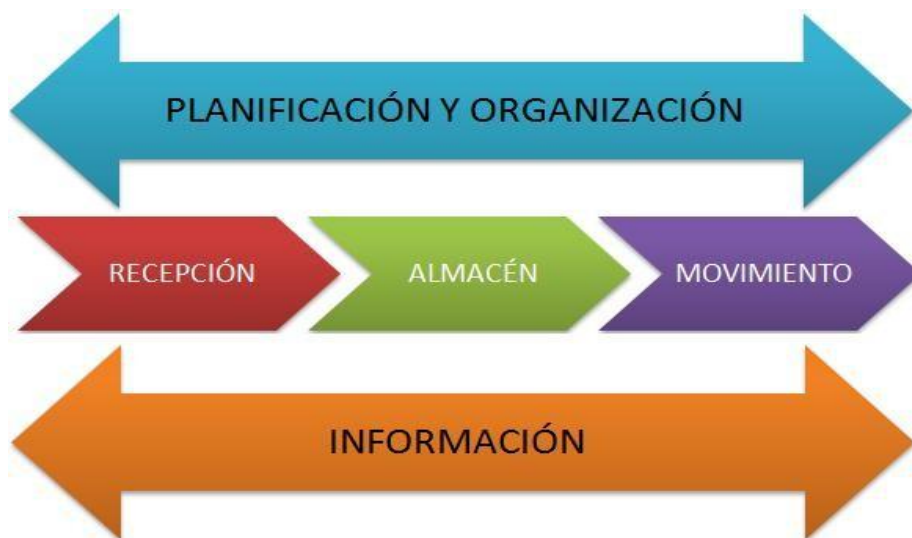 PLANIFICACIÓN Y ORGANIZACIÓN
RECEPCIÓN
ALMACÉN
MOVIMIENTO
INFORMACIÓN